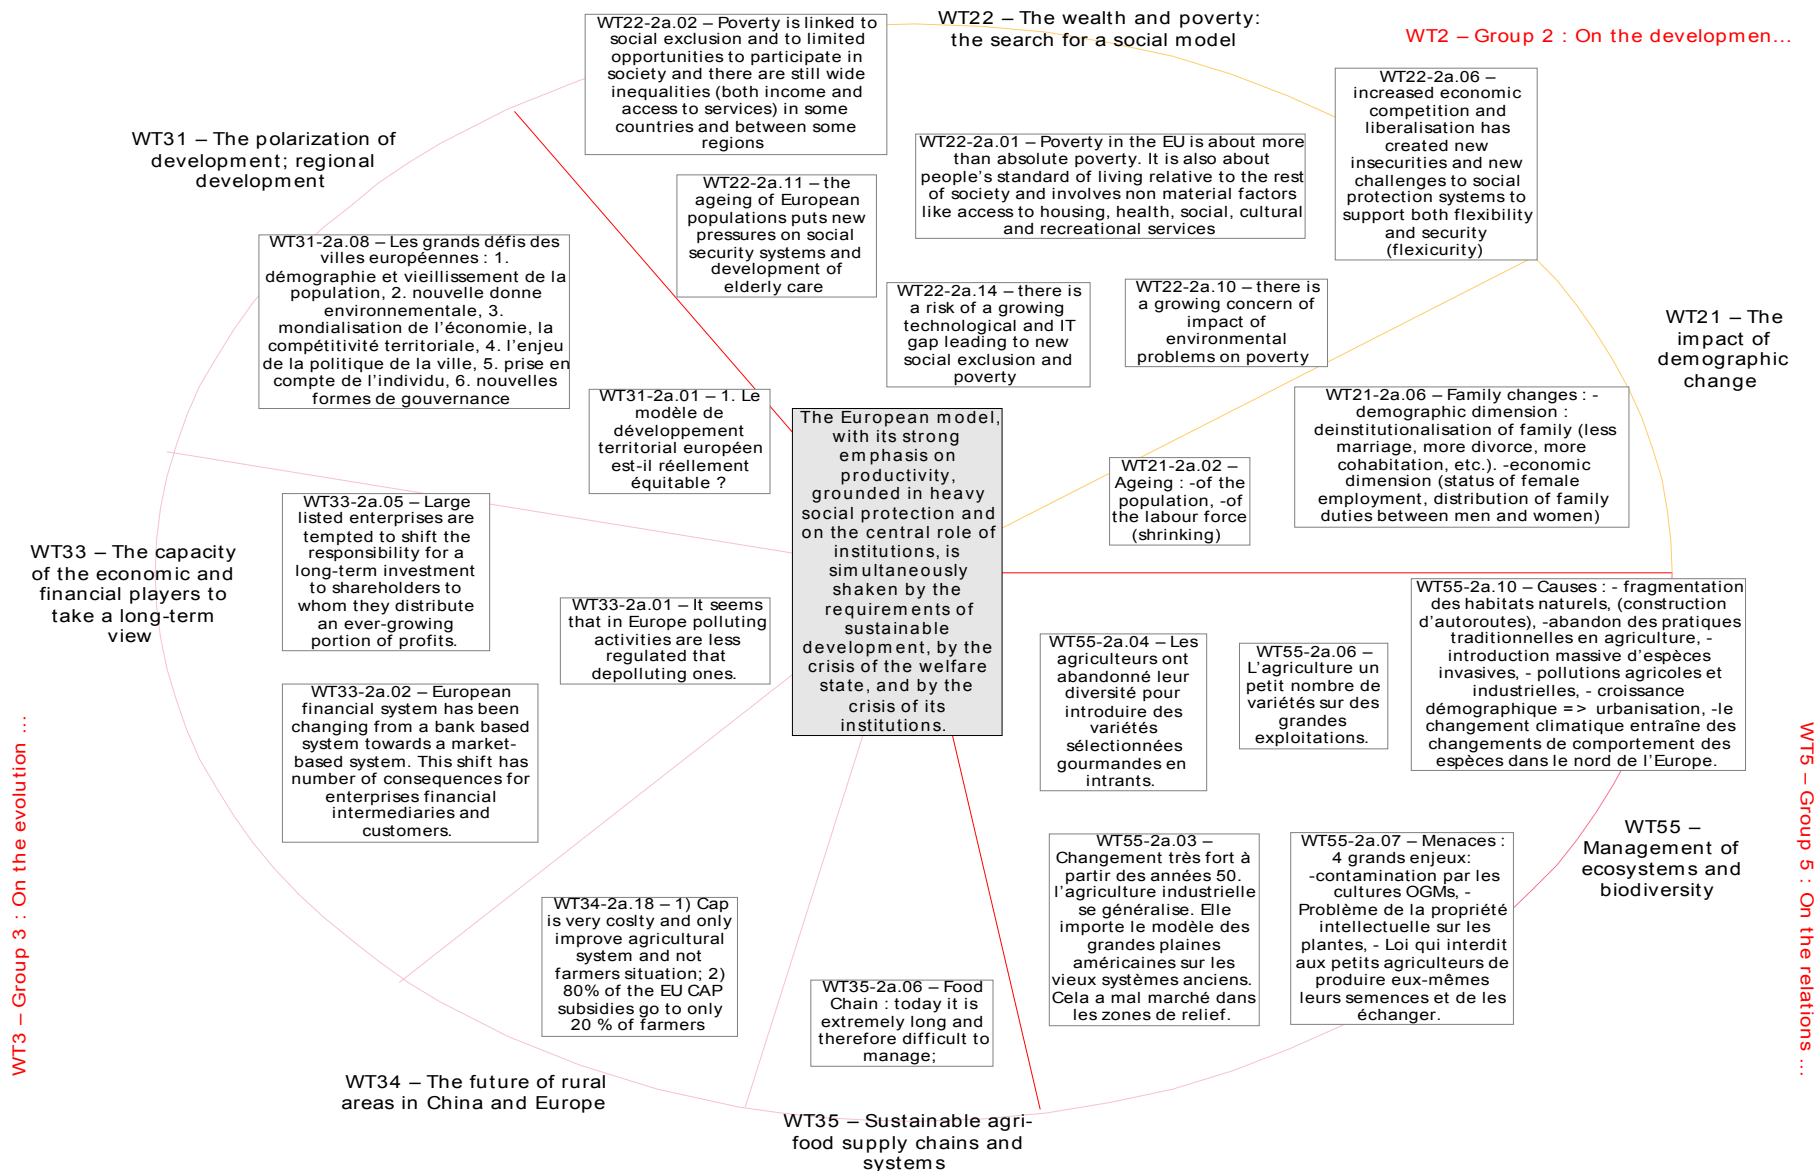 WT22-2a.02 – Poverty is linked to
social exclusion and to limited
opportunities to participate in
society and there are still wide
inequalities (both income and
access to services) in some
countries and between some
regions
WT22 – The wealth and poverty:
the search for a social model
WT2 – Group 2 : On the developmen...
WT22-2a.06 –
increased economic
competition and
liberalisation has
created new
insecurities and new
challenges to social
protection systems to
support both flexibility
and security
(flexicurity)
WT31 – The polarization of
development; regional
development
WT22-2a.01 – Poverty in the EU is about more
than absolute poverty. It is also about
people’s standard of living relative to the rest
of society and involves non material factors
like access to housing, health, social, cultural
and recreational services
WT22-2a.11 – the
ageing of European
populations puts new
pressures on social
security systems and
development of
elderly care
WT31-2a.08 – Les grands défis des
villes européennes : 1.
démographie et vieillissement de la
population, 2. nouvelle donne
environnementale, 3.
mondialisation de l’économie, la
compétitivité territoriale, 4. l’enjeu
de la politique de la ville, 5. prise en
compte de l’individu, 6. nouvelles
formes de gouvernance
WT22-2a.14 – there is
a risk of a growing
technological and IT
gap leading to new
social exclusion and
poverty
WT22-2a.10 – there is
a growing concern of
impact of
environmental
problems on poverty
WT21 – The
impact of
demographic
change
WT31-2a.01 – 1. Le
modèle de
développement
territorial européen
est-il réellement
équitable ?
The European model,
with its strong
emphasis on
productivity,
grounded in heavy
social protection and
on the central role of
institutions, is
simultaneously
shaken by the
requirements of
sustainable
development, by the
crisis of the welfare
state, and by the
crisis of its
institutions.
WT21-2a.06 – Family changes : -
demographic dimension :
deinstitutionalisation of family (less
marriage, more divorce, more
cohabitation, etc.). -economic
dimension (status of female
employment, distribution of family
duties between men and women)
WT21-2a.02 –
Ageing : -of the
population, -of
the labour force
(shrinking)
WT33-2a.05 – Large
listed enterprises are
tempted to shift the
responsibility for a
long-term investment
to shareholders to
whom they distribute
an ever-growing
portion of profits.
WT33 – The capacity
of the economic and
financial players to
take a long-term
view
WT33-2a.01 – It seems
that in Europe polluting
activities are less
regulated that
depolluting ones.
WT55-2a.10 – Causes : - fragmentation
des habitats naturels, (construction
d’autoroutes), -abandon des pratiques
traditionnelles en agriculture, -
introduction massive d’espèces
invasives, - pollutions agricoles et
industrielles, - croissance
démographique => urbanisation, -le
changement climatique entraîne des
changements de comportement des
espèces dans le nord de l’Europe.
WT55-2a.04 – Les
agriculteurs ont
abandonné leur
diversité pour
introduire des
variétés
sélectionnées
gourmandes en
intrants.
WT55-2a.06 –
L’agriculture un
petit nombre de
variétés sur des
grandes
exploitations.
WT33-2a.02 – European
financial system has been
changing from a bank based
system towards a market-
based system. This shift has
number of consequences for
enterprises financial
intermediaries and
customers.
WT3 – Group 3 : On the evolution ...
WT5 – Group 5 : On the relations ...
WT55 –
Management of
ecosystems and
biodiversity
WT55-2a.03 –
Changement très fort à
partir des années 50.
l’agriculture industrielle
se généralise. Elle
importe le modèle des
grandes plaines
américaines sur les
vieux systèmes anciens.
Cela a mal marché dans
les zones de relief.
WT55-2a.07 – Menaces :
4 grands enjeux:
-contamination par les
cultures OGMs, -
Problème de la propriété
intellectuelle sur les
plantes, - Loi qui interdit
aux petits agriculteurs de
produire eux-mêmes
leurs semences et de les
échanger.
WT34-2a.18 – 1) Cap
is very coslty and only
improve agricultural
system and not
farmers situation; 2)
80% of the EU CAP
subsidies go to only
20 % of farmers
WT35-2a.06 – Food
Chain : today it is
extremely long and
therefore difficult to
manage;
WT34 – The future of rural
areas in China and Europe
WT35 – Sustainable agri-
food supply chains and
systems